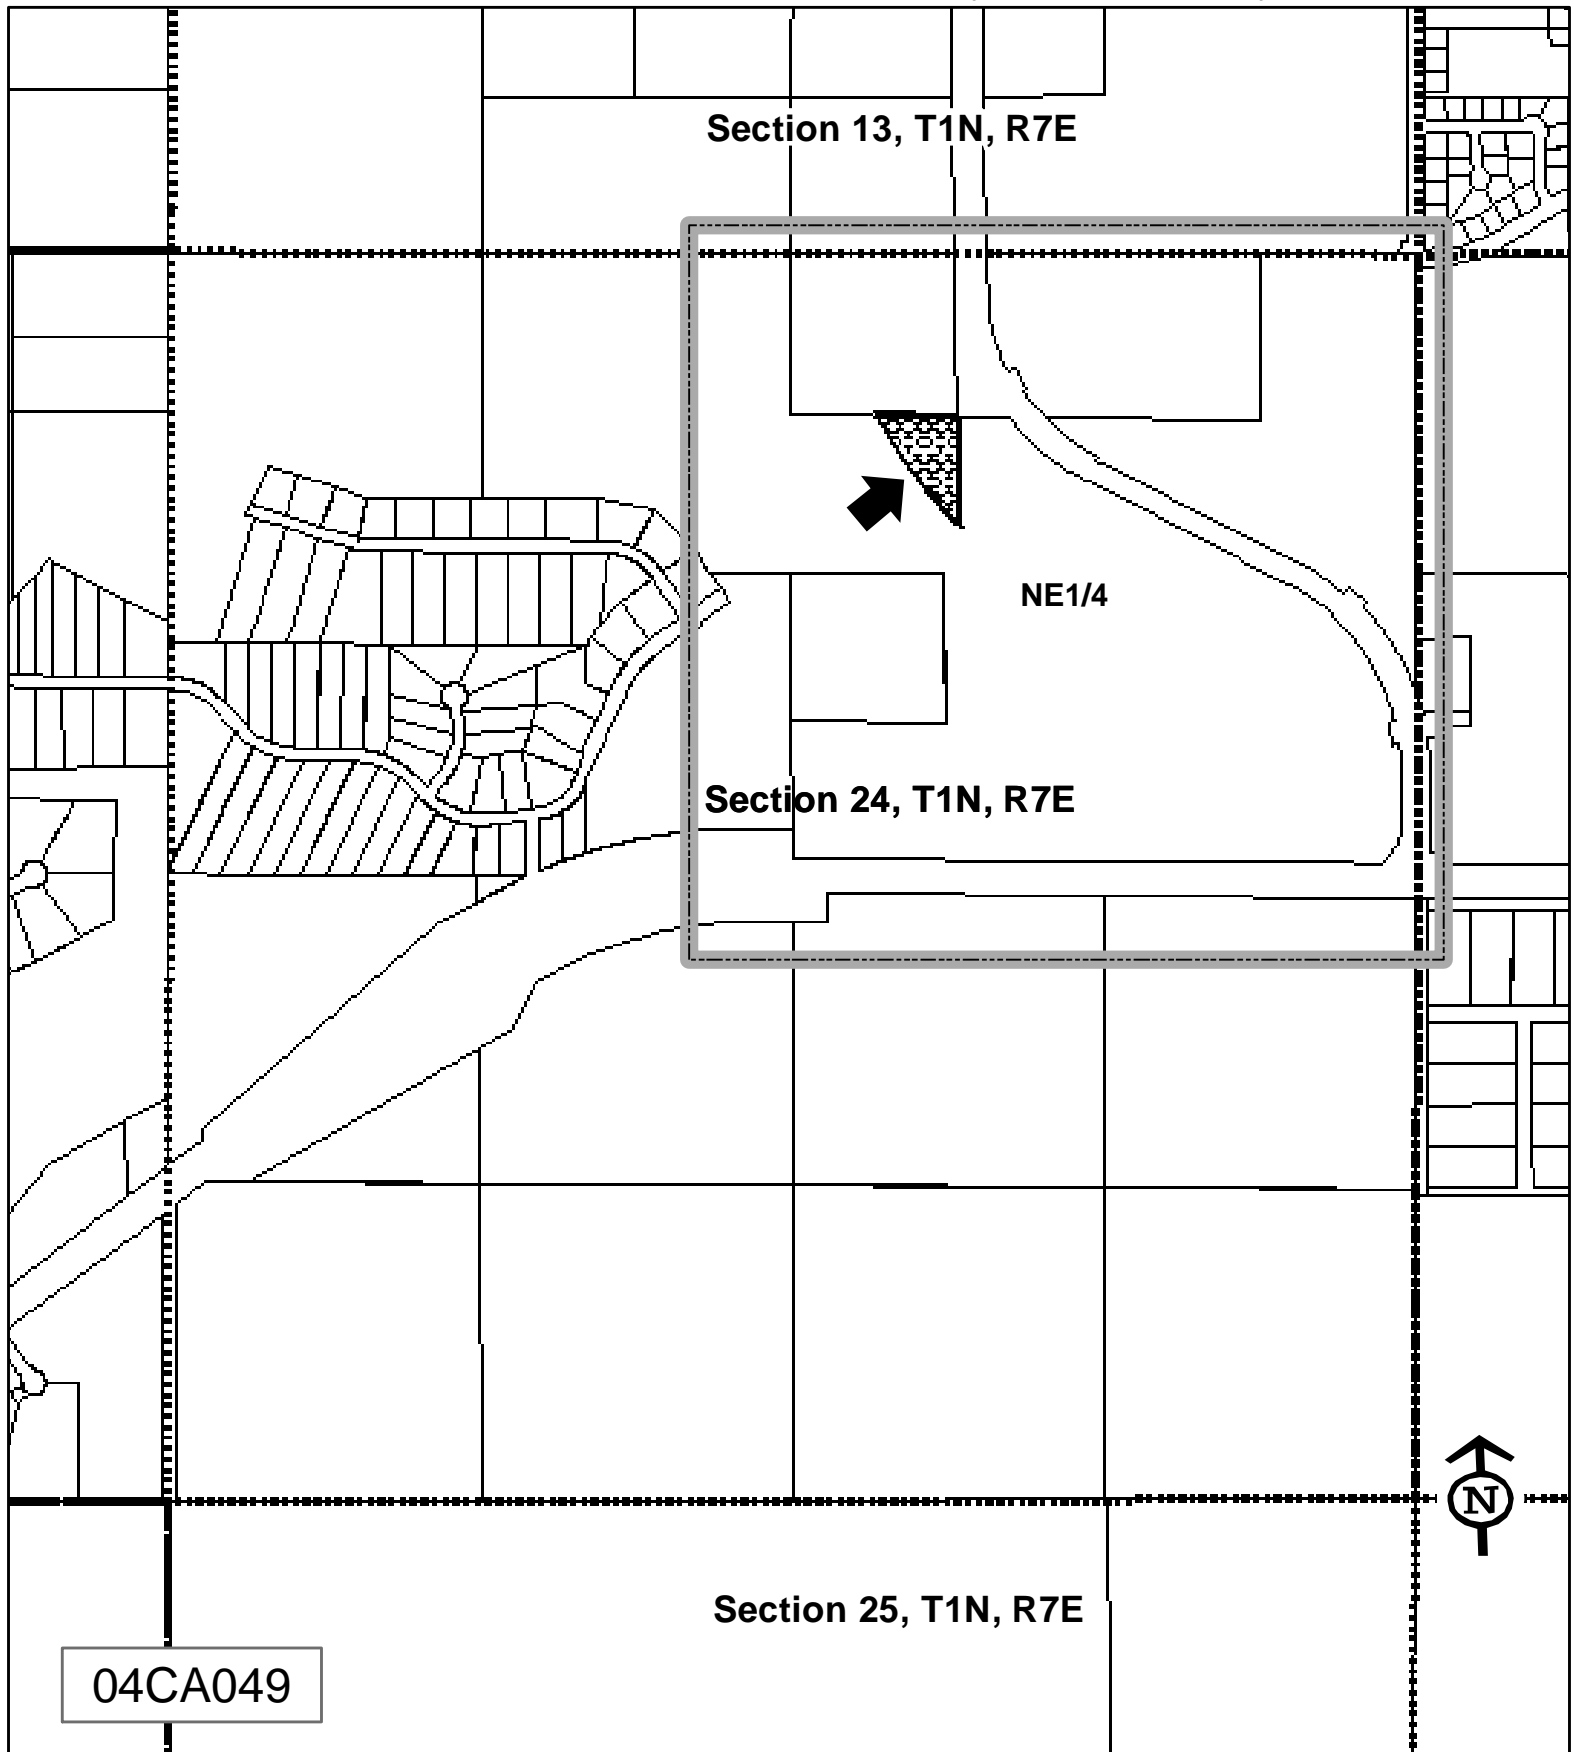 Section 13, T1N, R7E
NE1/4
Section 24, T1N, R7E
N
Section 25, T1N, R7E
04CA049